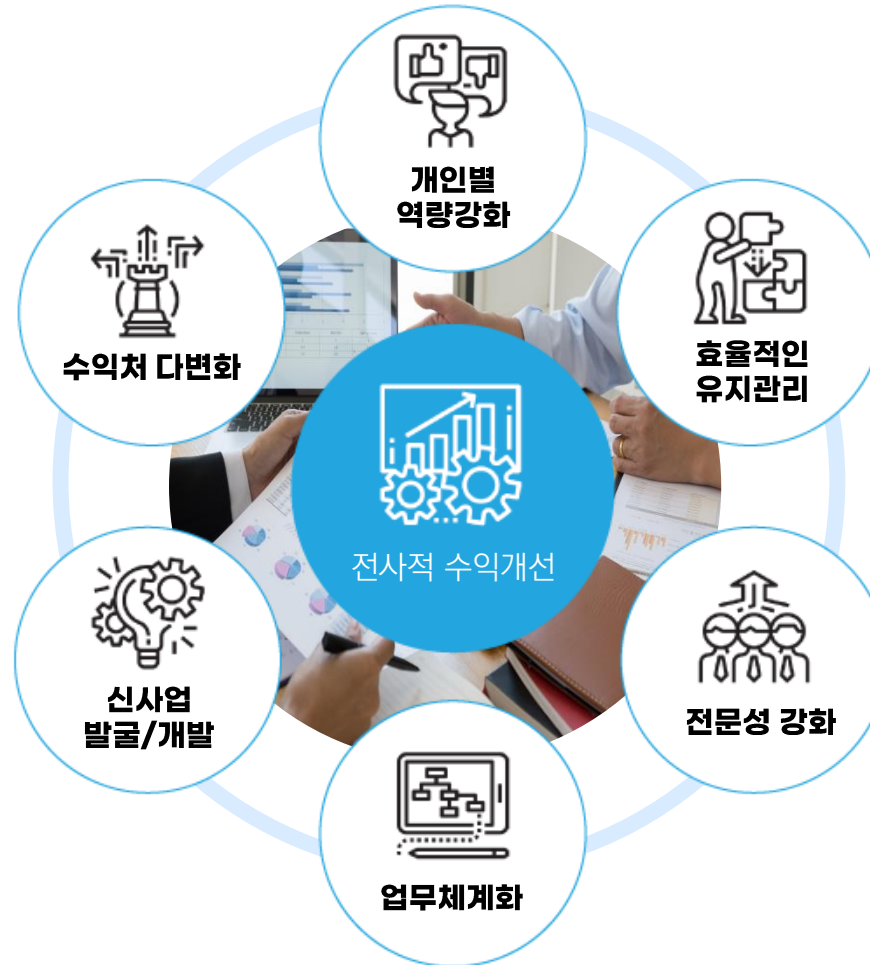 개인별
역량강화
수익처 다변화
효율적인
유지관리
전사적 수익개선
신사업
발굴/개발
전문성 강화
업무체계화